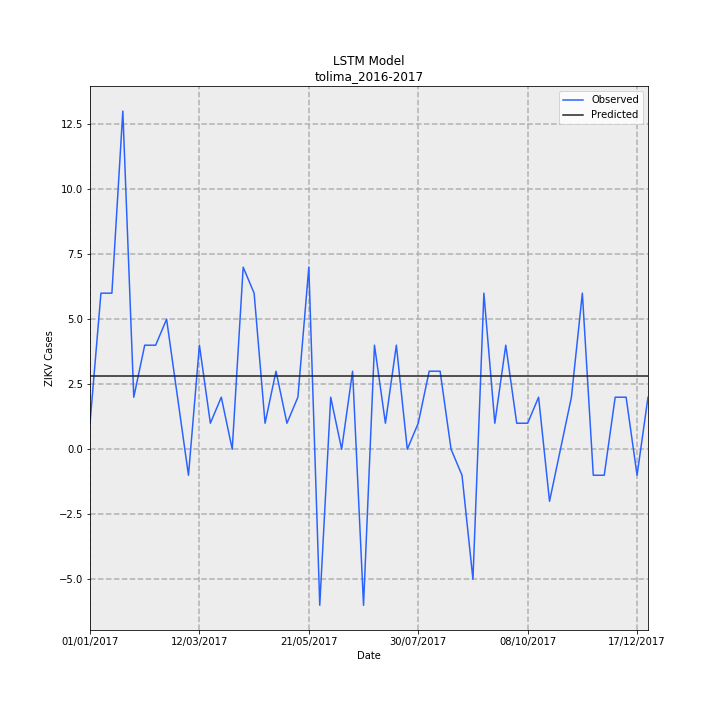 LSTM Model
tolima_2016-2017
Observed
Predicted
12.5
10.0
7.5
5.0
2.5
0.0
−2.5
−5.0
ZIKV Cases
01/01/2017 12/03/2017 21/05/2017 30/07/2017 08/10/2017 17/12/2017
Date